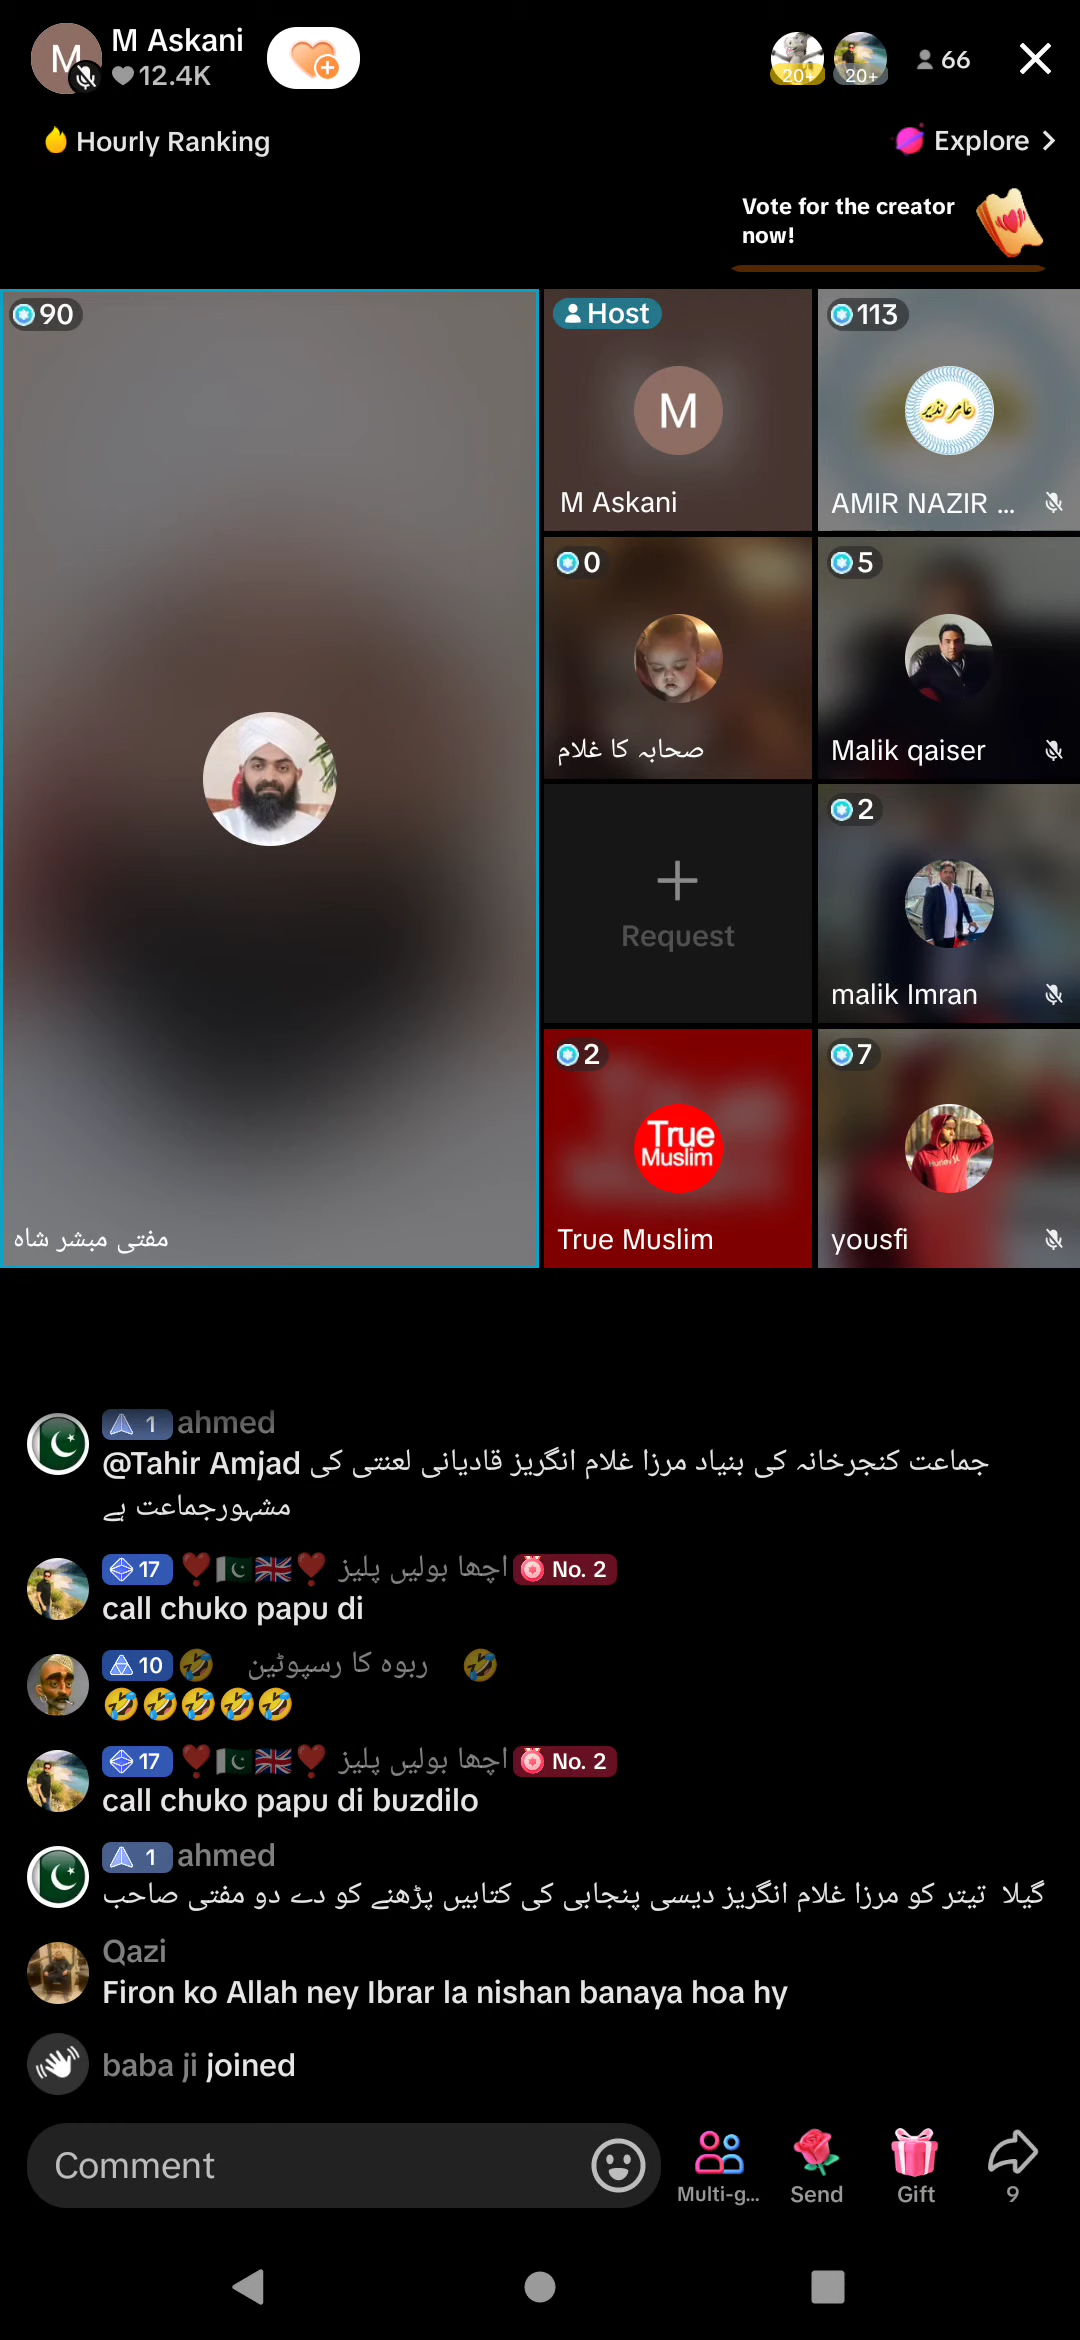 M Askani
12.4K
20+
20+
66
Hourly Ranking
Explore
Vote for the creator
now!
90
مفتی مبشر شاہ
Host
M
M Askani
113
عامر نذیر
AMIR NAZIR ...
0
صحابہ کا غلام
5
Malik qaiser
Request
2
malik Imran
2
True
Muslim
True Muslim
7
yousfi
1 ahmed
@Tahir Amjad جماعت کنجرخانہ کی بنیاد مرزا غلام انگریز قادیانی لعنتی کی
مشہورجماعت ہے
17 ❣️🇵🇰🇬🇧❣️ اچھا بولیں پلیز No. 2
call chuko papu di
10 🤣 ربوہ کا رسپوٹین 🤣
🤣🤣🤣🤣🤣
17 ❣️🇵🇰🇬🇧❣️ اچھا بولیں پلیز No. 2
call chuko papu di buzdilo
1 ahmed
گیلا تیتر کو مرزا غلام انگریز دیسی پنجابی کی کتابیں پڑھنے کو دے دو مفتی صاحب
Qazi
Firon ko Allah ney Ibrar la nishan banaya hoa hy
baba ji joined
Comment
Multi-g...
Send
Gift
9